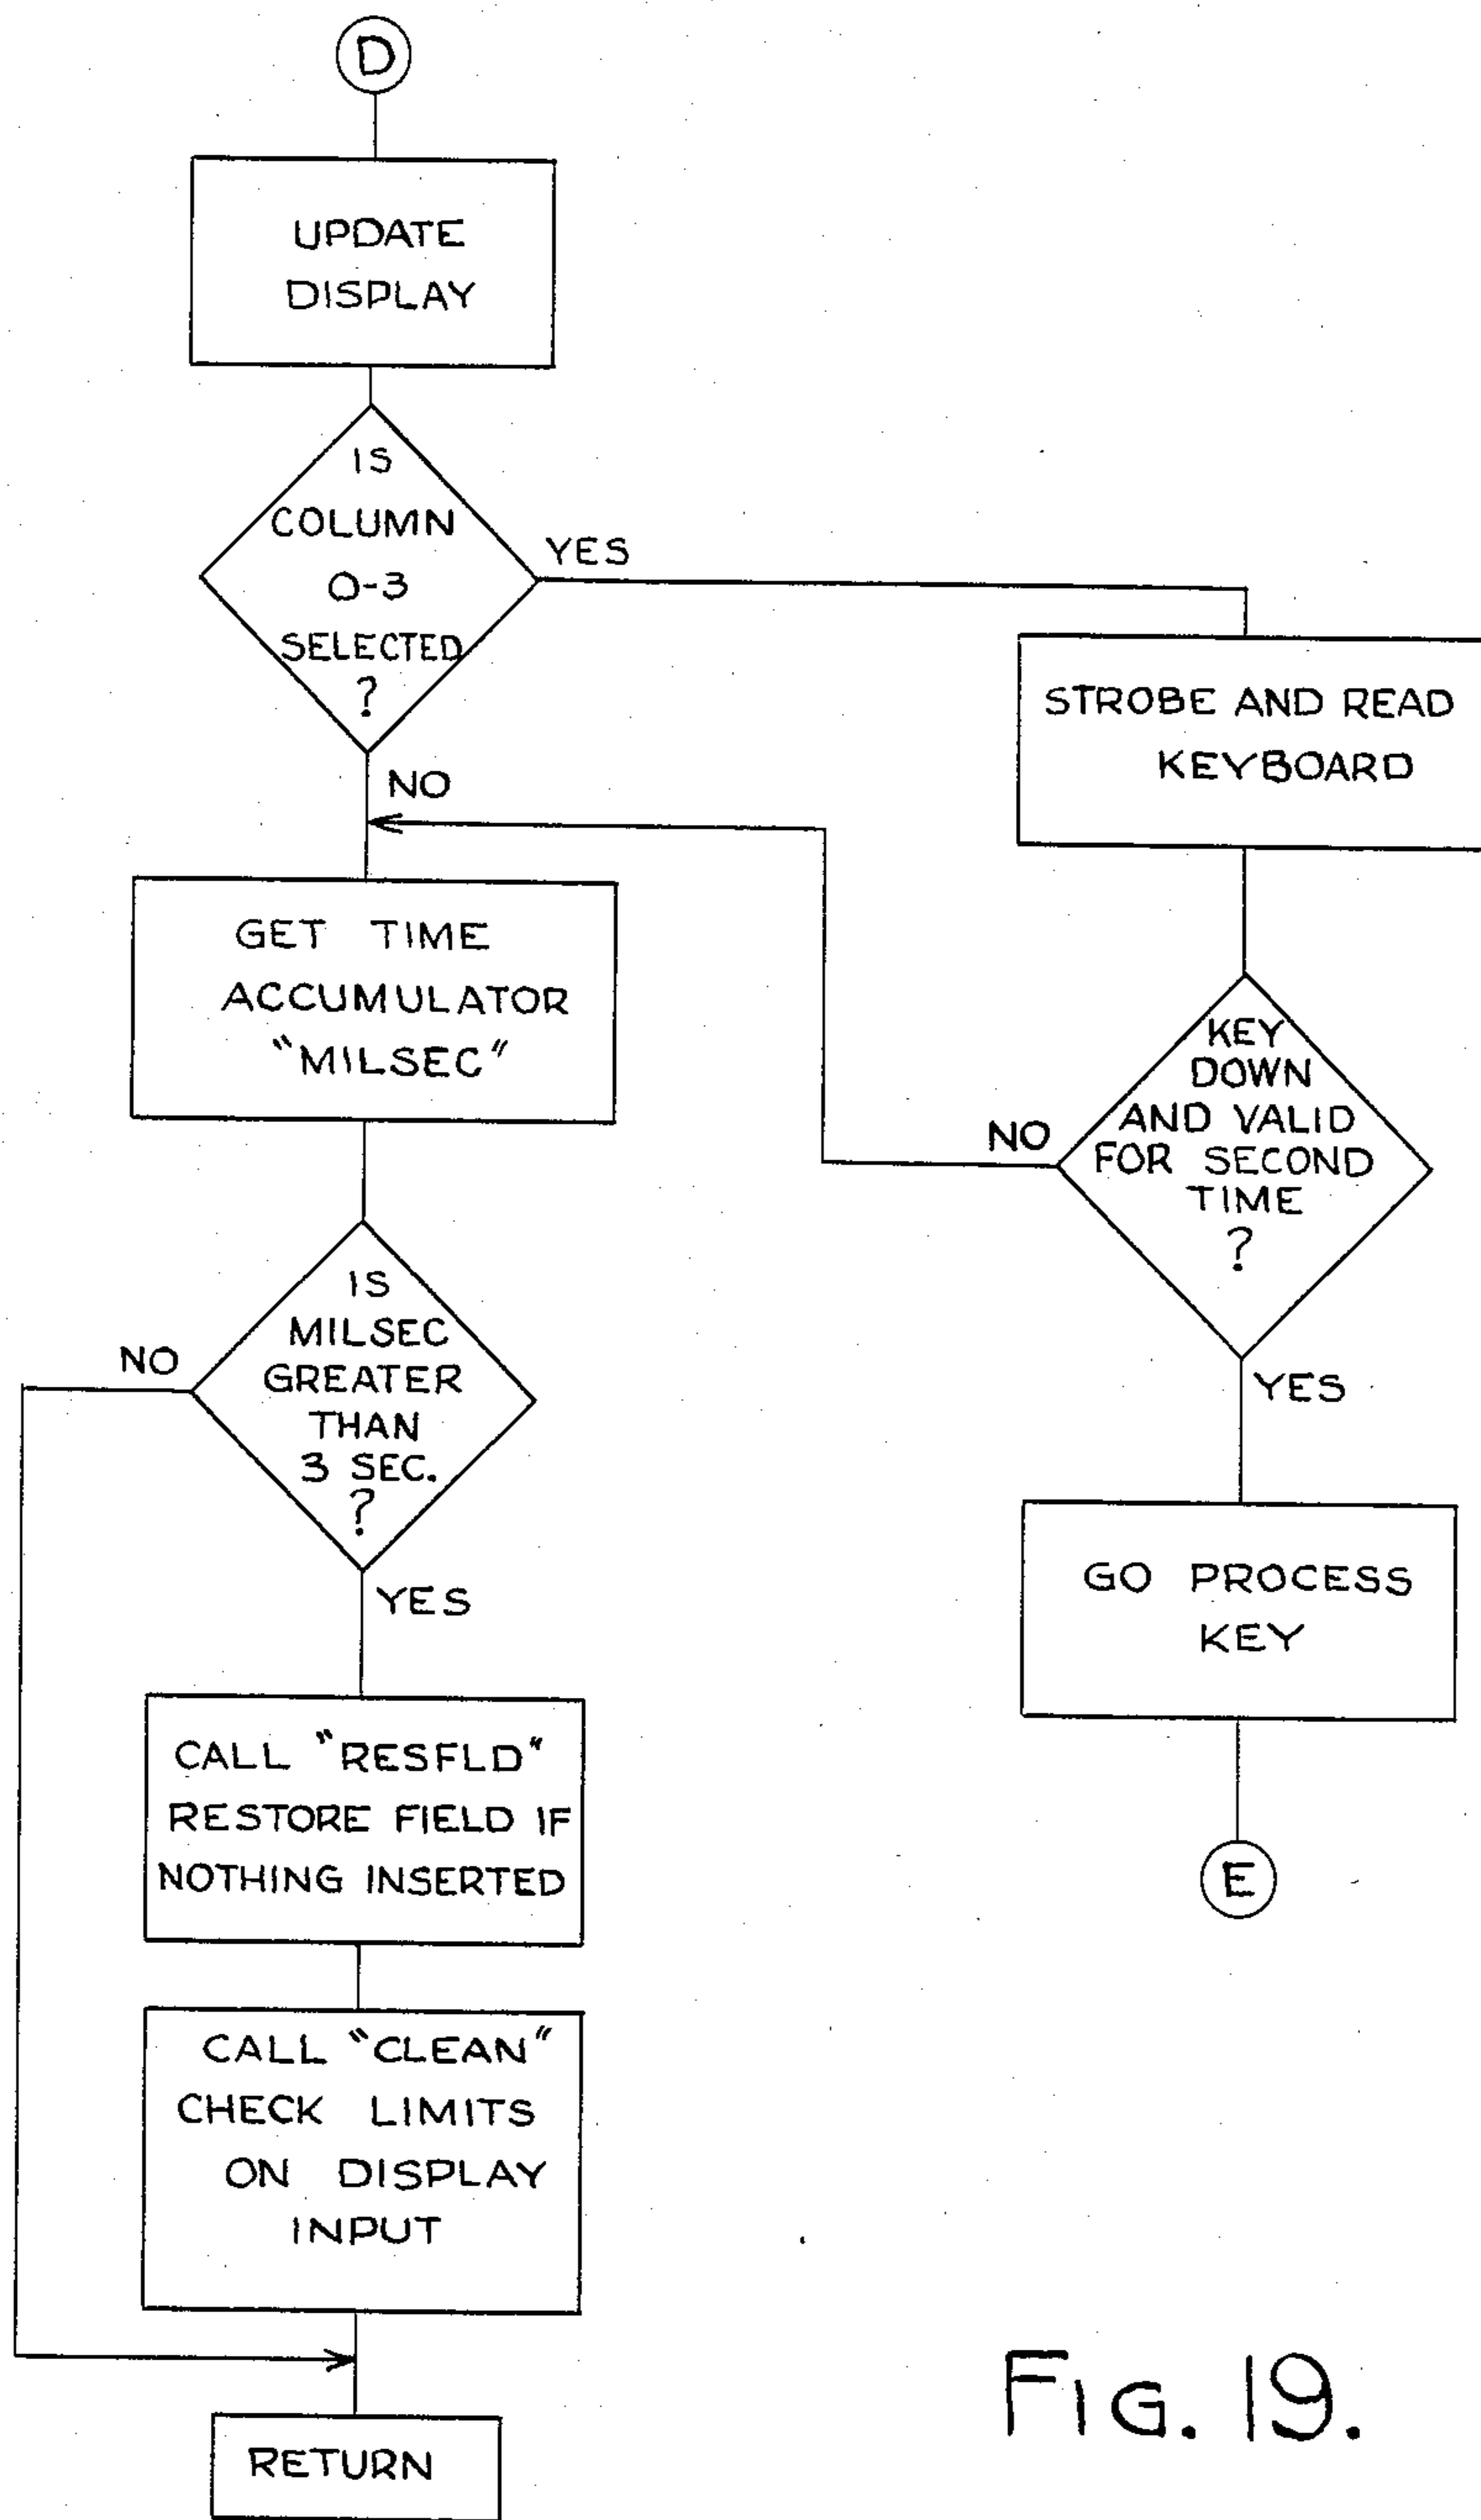 D
UPDATE
DISPLAY
IS
COLUMN
0-3
SELECTED
?
YES
NO
STROBE AND READ
KEYBOARD
GET TIME
ACCUMULATOR
"MILSEC"
KEY
DOWN
AND VALID
FOR SECOND
TIME
?
NO
YES
IS
MILSEC
GREATER
THAN
3 SEC.
?
NO
YES
GO PROCESS
KEY
E
CALL "RESFLD"
RESTORE FIELD IF
NOTHING INSERTED
CALL "CLEAN"
CHECK LIMITS
ON DISPLAY
INPUT
RETURN
FIG. 19.